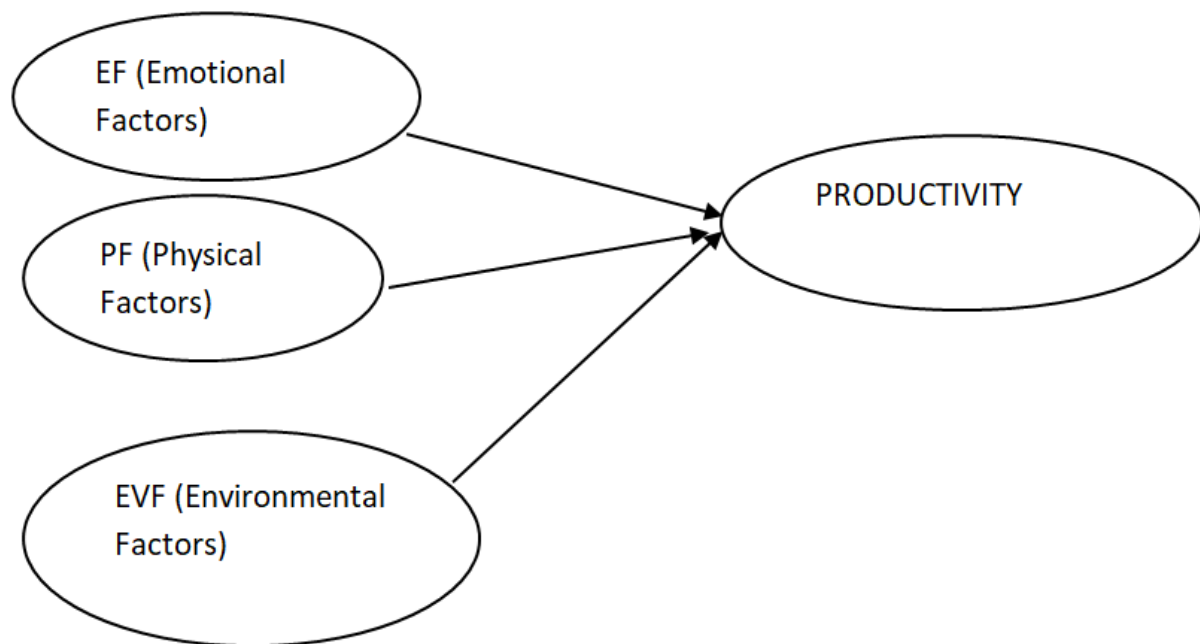 EF (Emotional
Factors)
PRODUCTIVITY
PF (Physical
Factors)
EVF (Environmental
Factors)